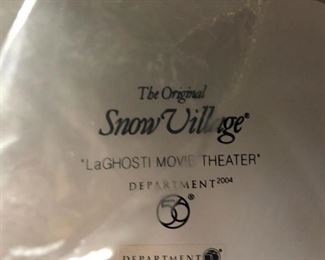 The Original
Snow Village®
"LaGHOSTI MOVIE THEATER"
DEPARTMENT 2004
56®
DEPARTMENT